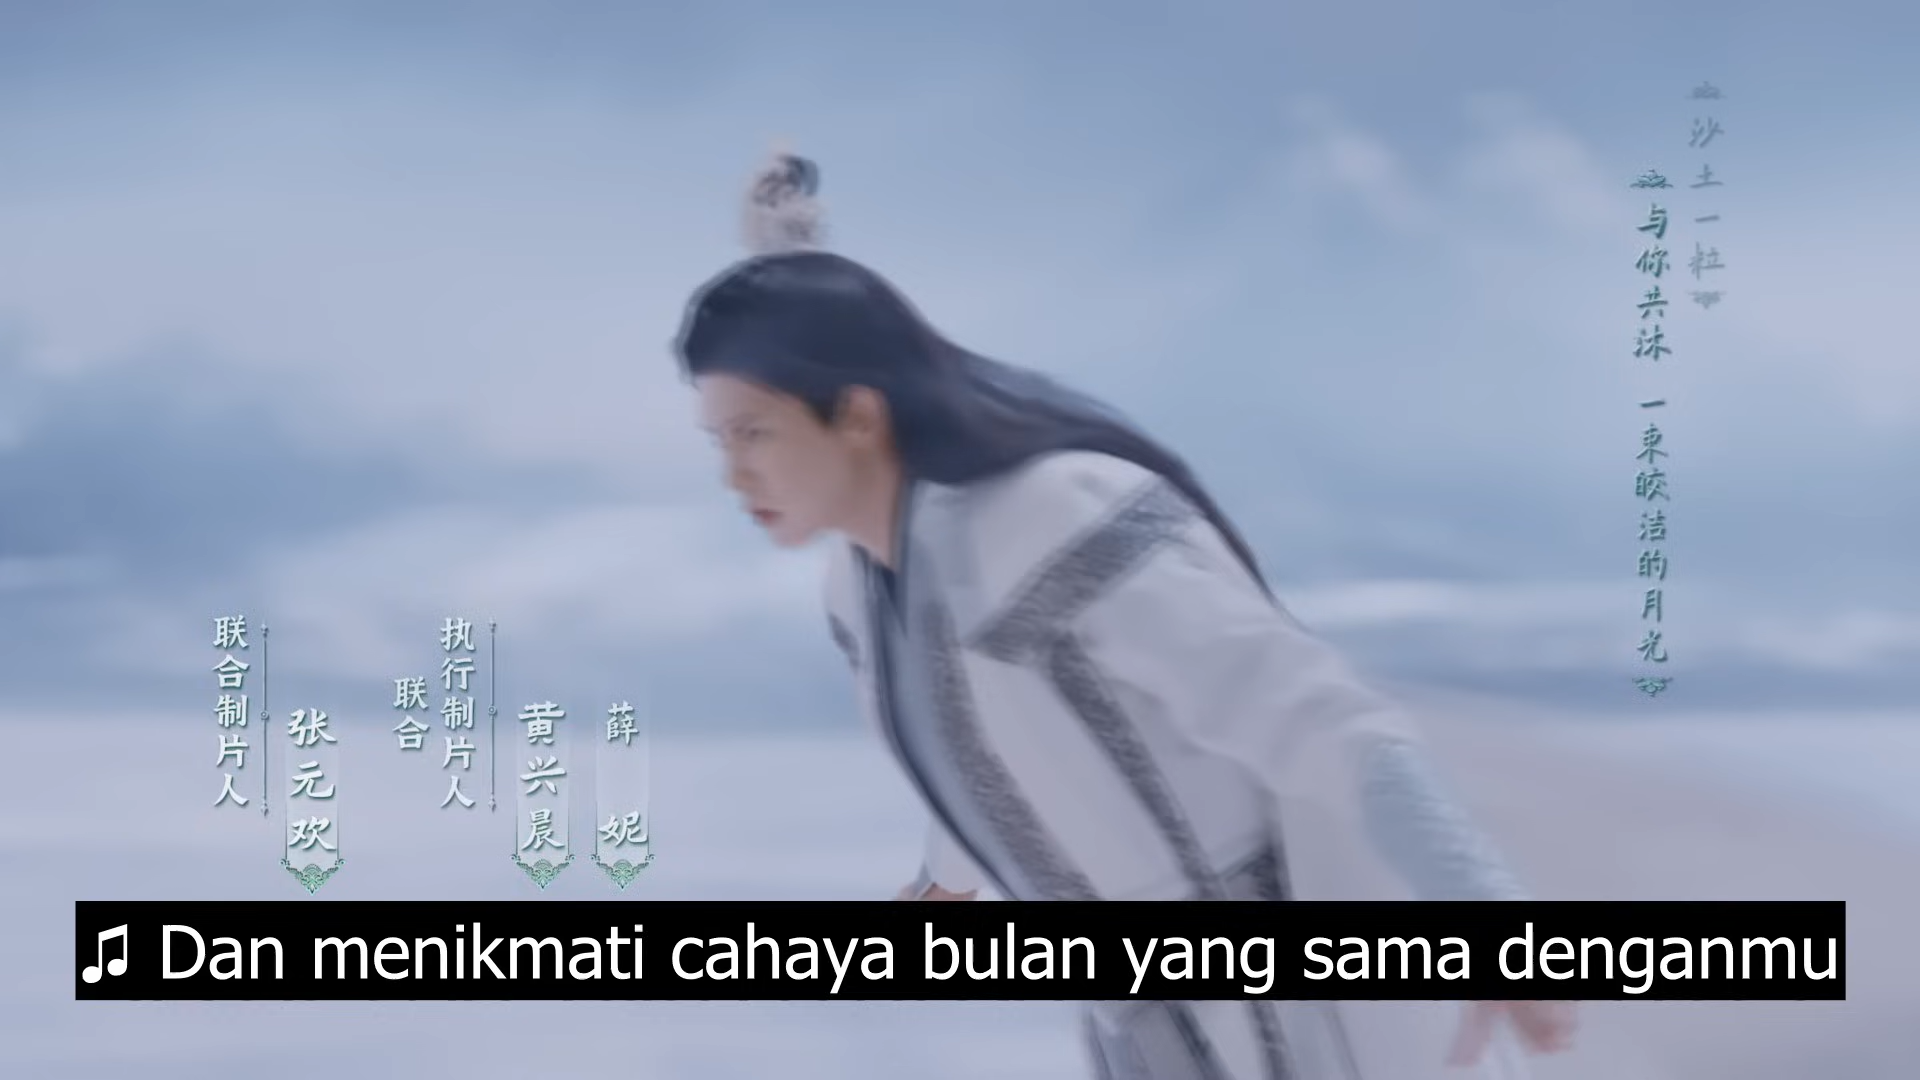 沙土一粒
与你共沐 一束皎洁的月光
联合制片人
张元欢
联合
执行制片人
黄兴晨
薛妮
♫ Dan menikmati cahaya bulan yang sama denganmu